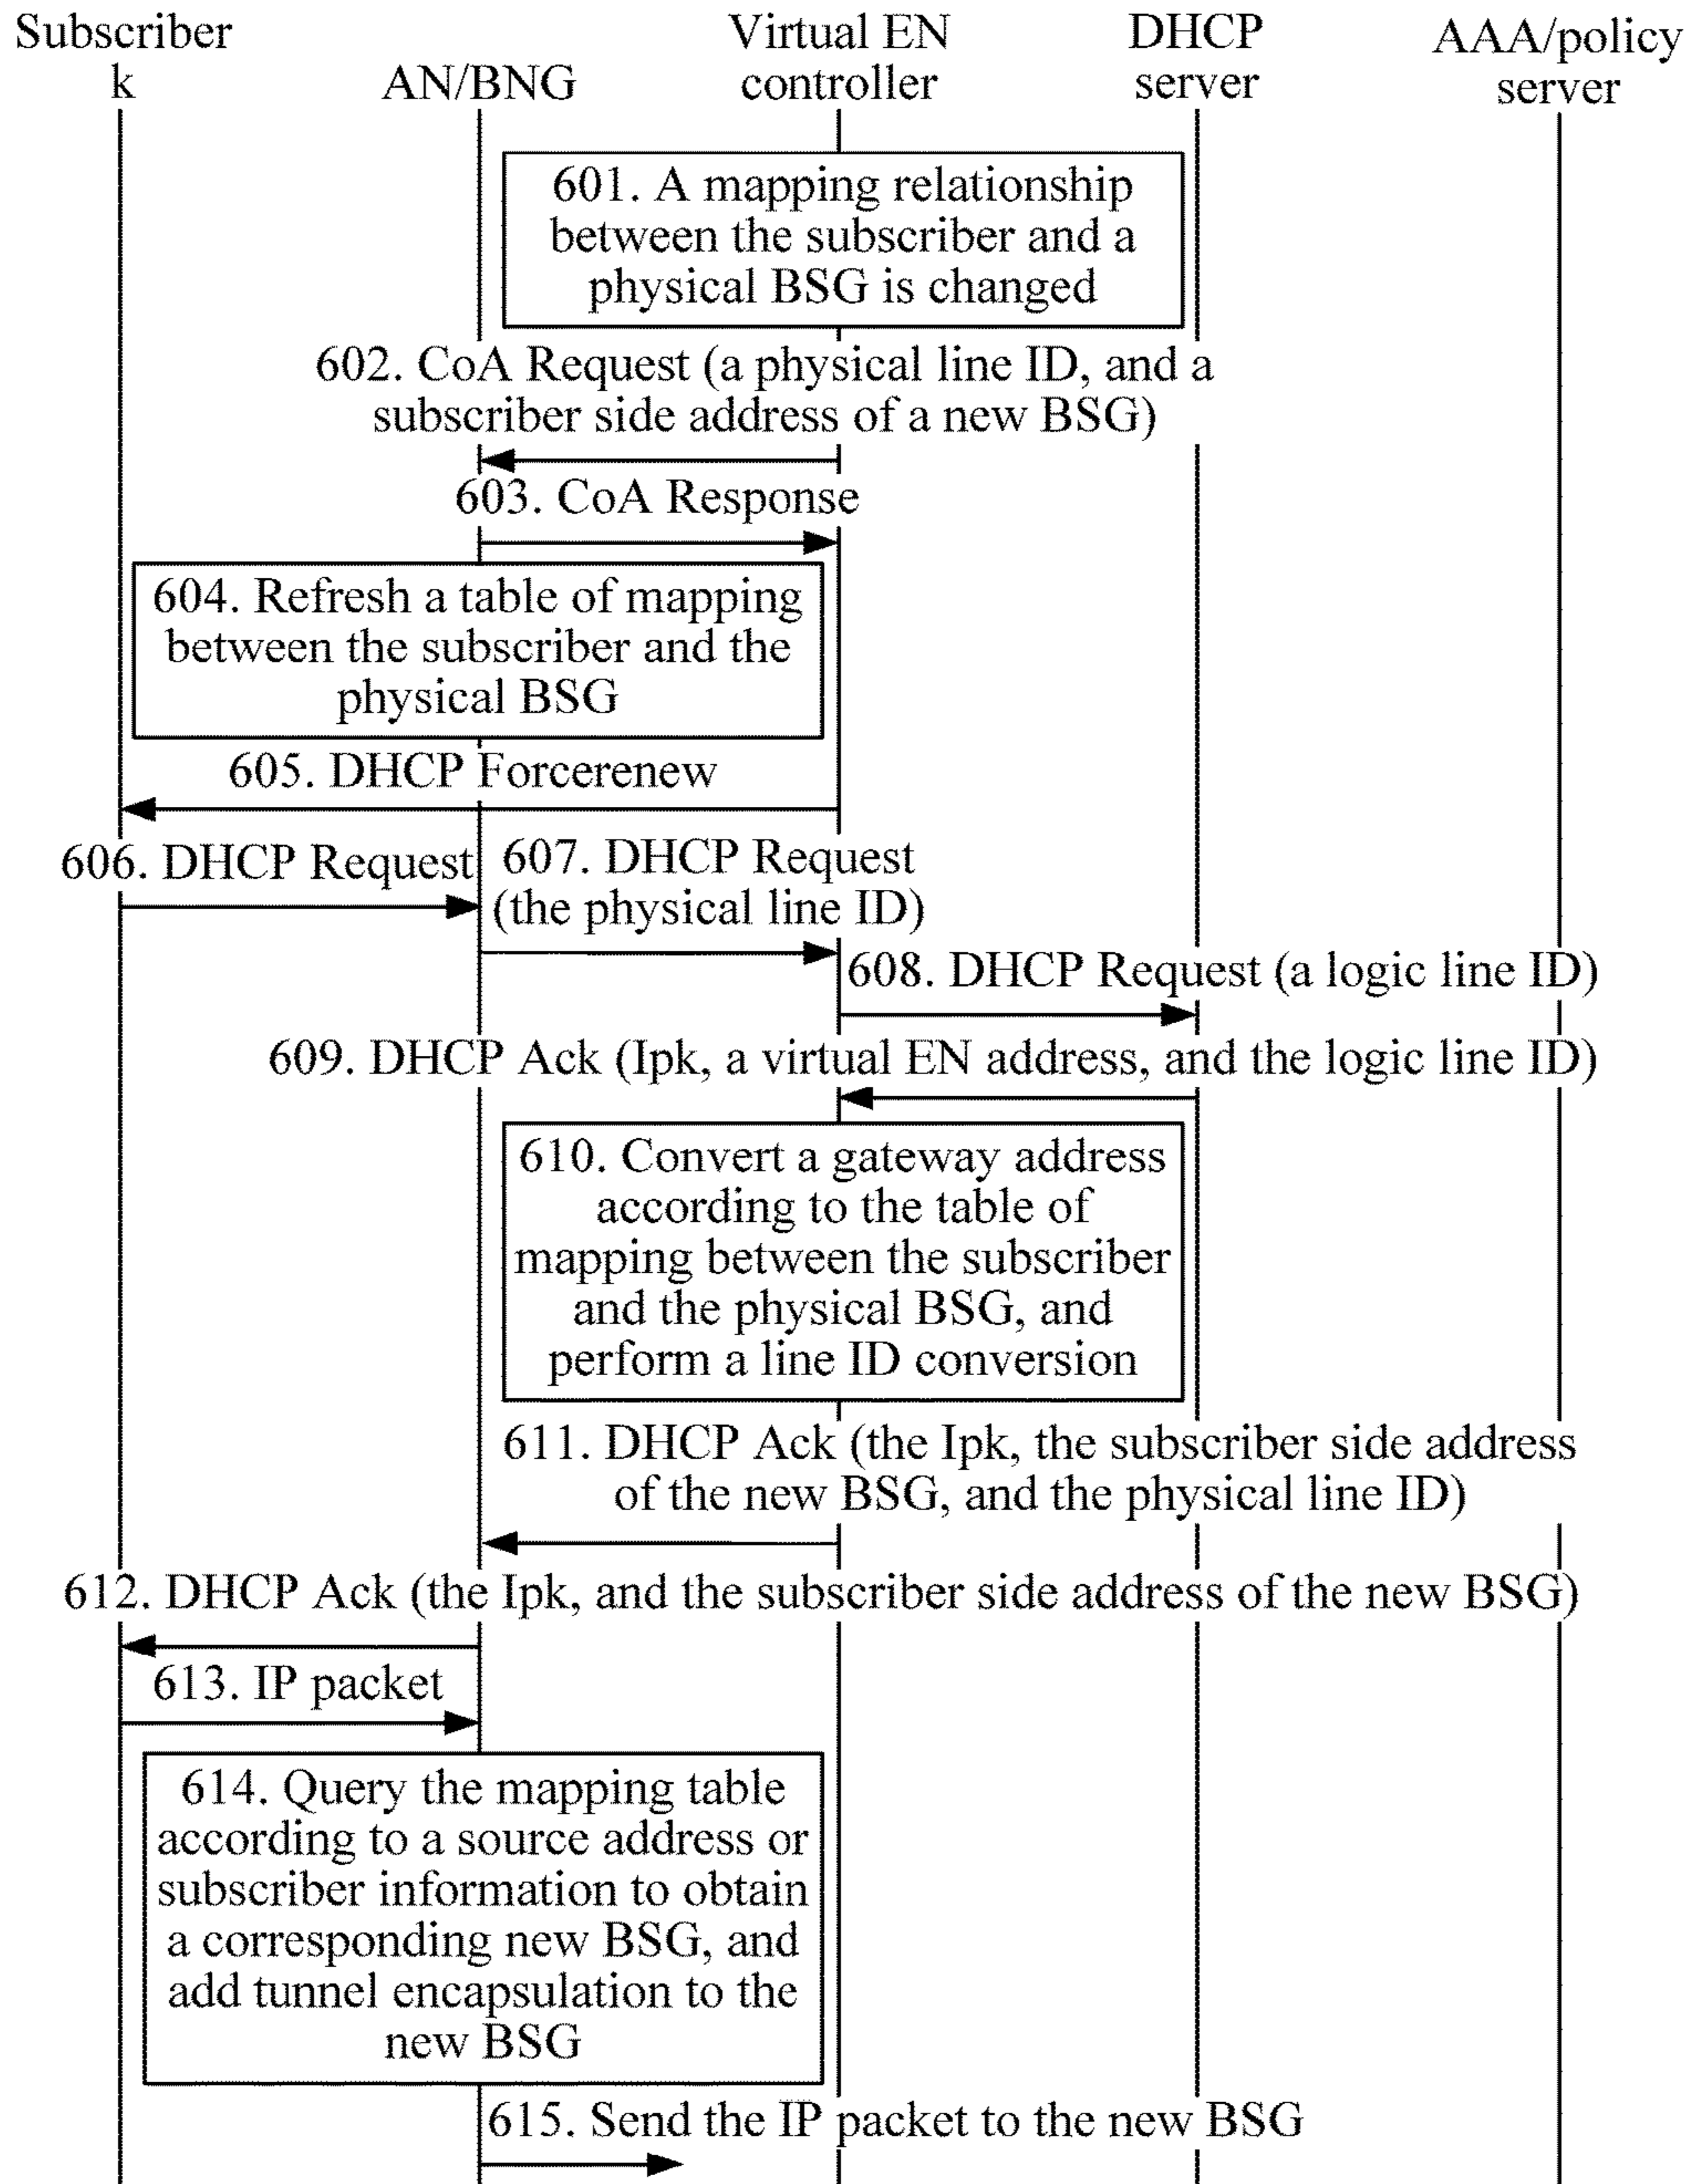 Subscriber
k
AN/BNG
Virtual EN
controller
DHCP
server
AAA/policy
server
601. A mapping relationship
between the subscriber and a
physical BSG is changed
602. CoA Request (a physical line ID, and a
subscriber side address of a new BSG)
603. CoA Response
604. Refresh a table of mapping
between the subscriber and the
physical BSG
605. DHCP Forcerenew
606. DHCP Request
607. DHCP Request
(the physical line ID)
608. DHCP Request (a logic line ID)
609. DHCP Ack (Ipk, a virtual EN address, and the logic line ID)
610. Convert a gateway address
according to the table of
mapping between the subscriber
and the physical BSG, and
perform a line ID conversion
611. DHCP Ack (the Ipk, the subscriber side address
of the new BSG, and the physical line ID)
612. DHCP Ack (the Ipk, and the subscriber side address of the new BSG)
613. IP packet
614. Query the mapping table
according to a source address or
subscriber information to obtain
a corresponding new BSG, and
add tunnel encapsulation to the
new BSG
615. Send the IP packet to the new BSG